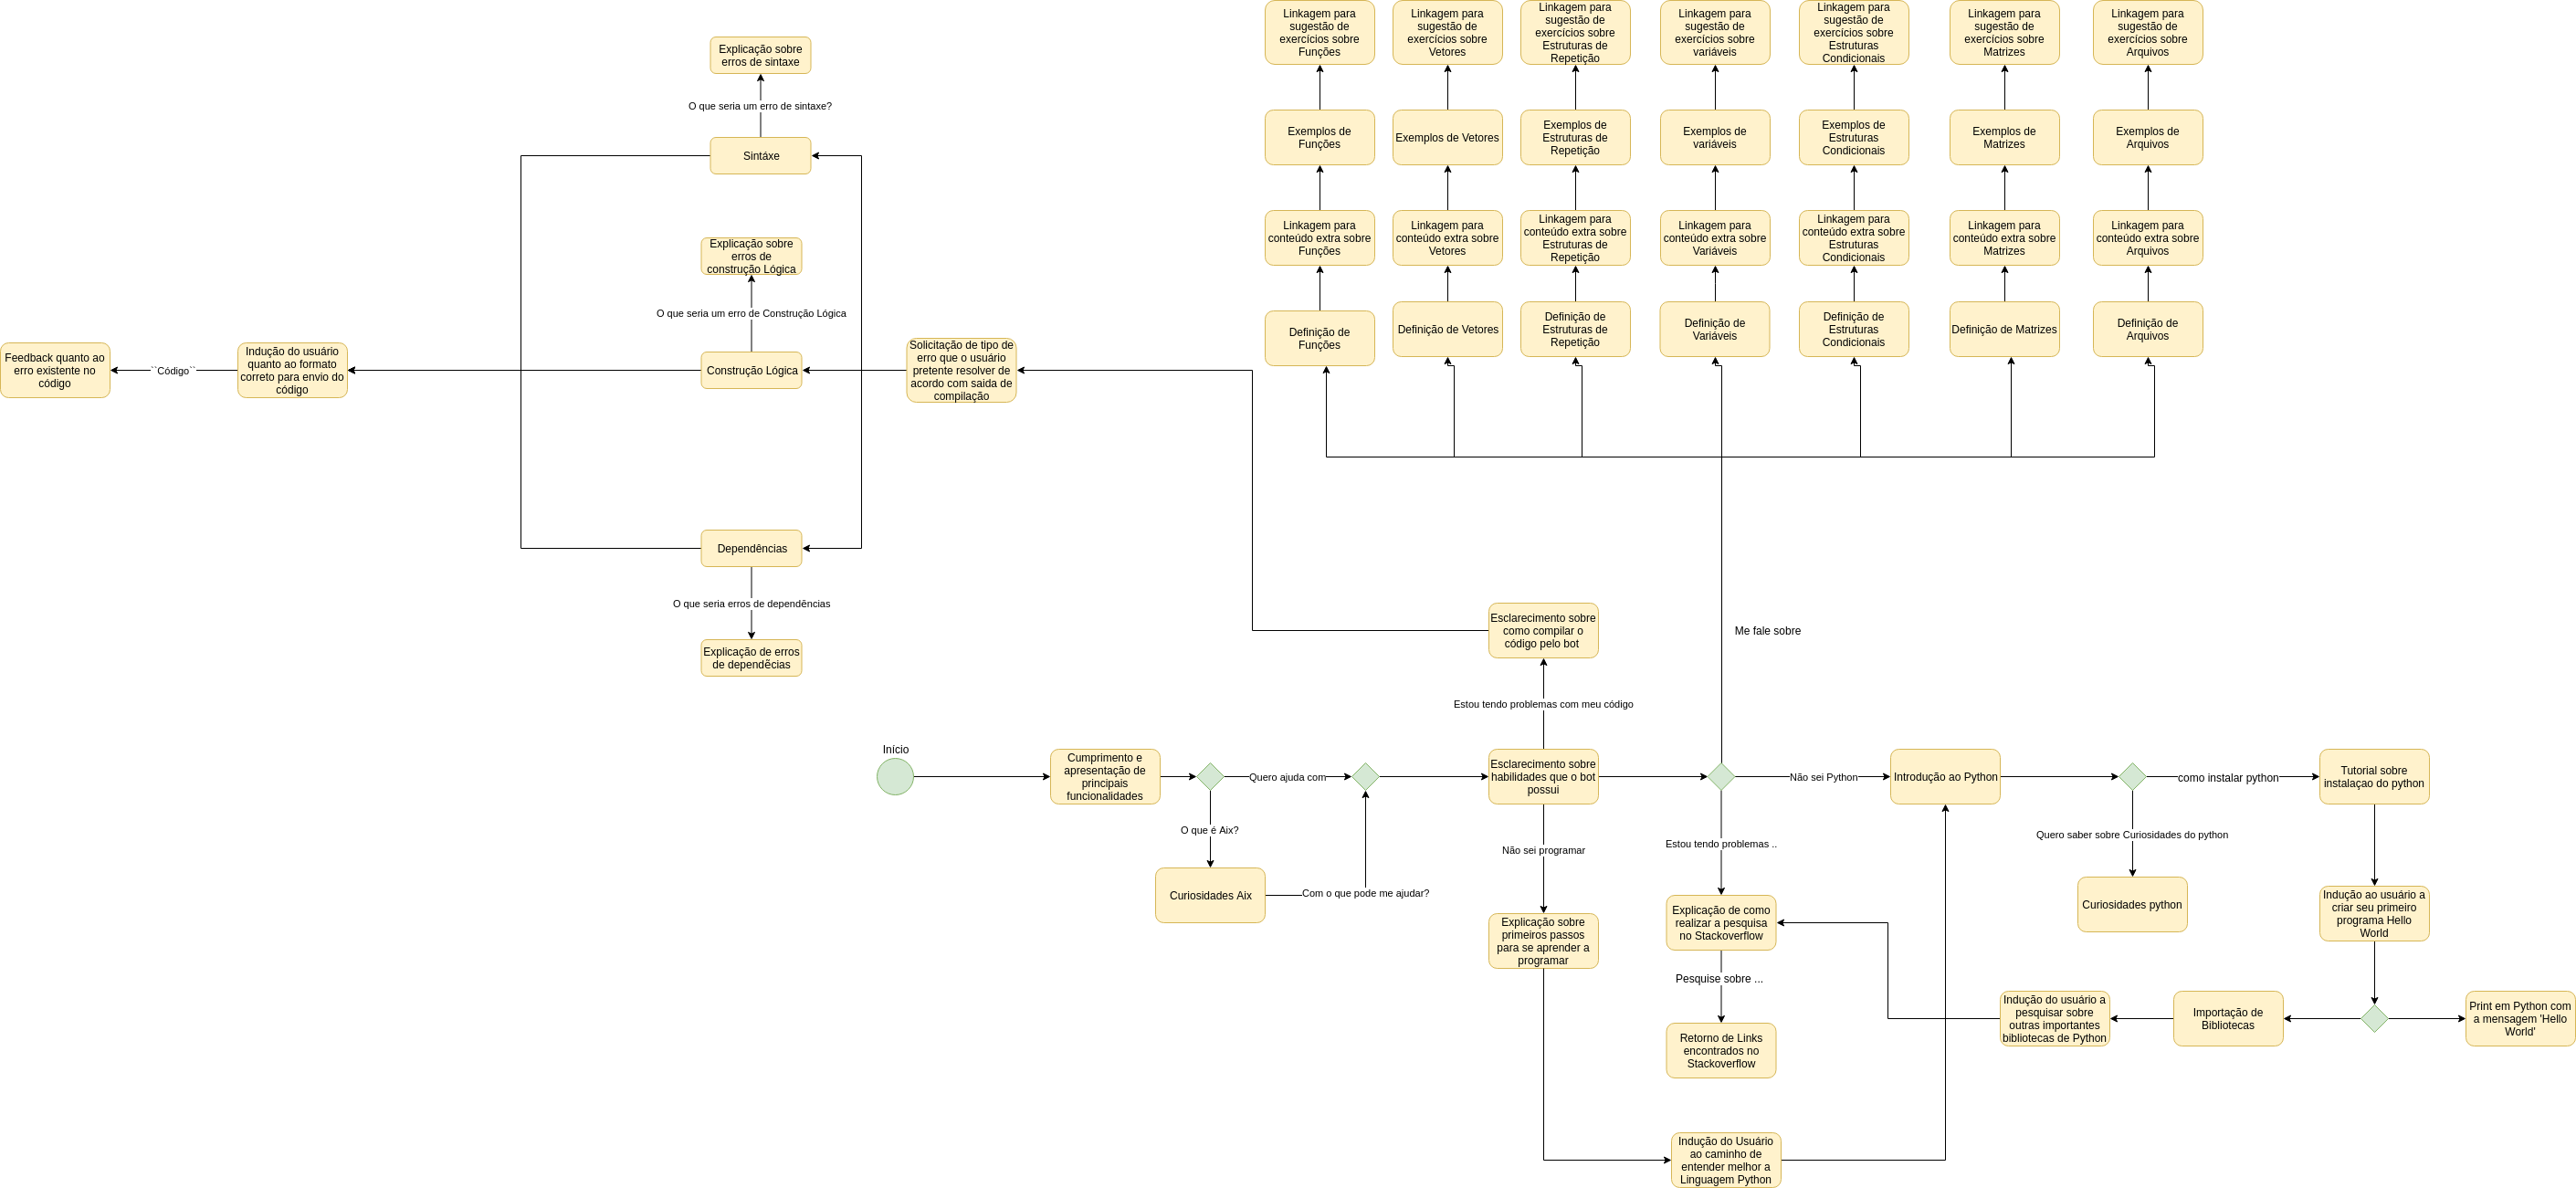 Linkagem para
sugestão de
exercícios sobre
Funções
Linkagem para
sugestão de
exercícios sobre
Vetores
Linkagem para
sugestão de
exercícios sobre
Estruturas de
Repetição
Linkagem para
sugestão de
exercícios sobre
variáveis
Linkagem para
sugestão de
exercícios sobre
Estruturas
Condicionais
Linkagem para
sugestão de
exercícios sobre
Matrizes
Linkagem para
sugestão de
exercícios sobre
Arquivos
Explicação sobre
erros de sintaxe
O que seria um erro de sintaxe?
Sintáxe
Exemplos de
Funções
Exemplos de Vetores
Exemplos de
Estruturas de
Repetição
Exemplos de
variáveis
Exemplos de
Estruturas
Condicionais
Exemplos de
Matrizes
Exemplos de
Arquivos
Explicação sobre
erros de
construção Lógica
Linkagem para
conteúdo extra sobre
Funções
Linkagem para
conteúdo extra sobre
Vetores
Linkagem para
conteúdo extra sobre
Estruturas de
Repetição
Linkagem para
conteúdo extra sobre
Variáveis
Linkagem para
conteúdo extra sobre
Estruturas
Condicionais
Linkagem para
conteúdo extra sobre
Matrizes
Linkagem para
conteúdo extra sobre
Arquivos
O que seria um erro de Construção Lógica
Definição de
Funções
Definição de Vetores
Definição de
Estruturas de
Repetição
Definição de
Variáveis
Definição de
Estruturas
Condicionais
Definição de Matrizes
Definição de
Arquivos
Feedback quanto ao
erro existente no
código
``Código``
Indução do usuário
quanto ao formato
correto para envio do
código
Construção Lógica
Solicitação de tipo de
erro que o usuário
pretente resolver de
acordo com saida de
compilação
Dependências
O que seria erros de dependências
Explicação de erros
de dependẽcias
Esclarecimento sobre
como compilar o
código pelo bot
Me fale sobre
Estou tendo problemas com meu código
Início
Cumprimento e
apresentação de
principais
funcionalidades
Quero ajuda com
Esclarecimento sobre
habilidades que o bot
possui
Não sei Python
Introdução ao Python
como instalar python
Tutorial sobre
instalaçao do python
O que é Aix?
Não sei programar
Estou tendo problemas ..
Quero saber sobre Curiosidades do python
Curiosidades Aix
Com o que pode me ajudar?
Explicação sobre
primeiros passos
para se aprender a
programar
Explicação de como
realizar a pesquisa
no Stackoverflow
Curiosidades python
Indução ao usuário a
criar seu primeiro
programa Hello
World
Pesquise sobre ...
Retorno de Links
encontrados no
Stackoverflow
Indução do usuário a
pesquisar sobre
outras importantes
bibliotecas de Python
Importação de
Bibliotecas
Print em Python com
a mensagem 'Hello
World'
Indução do Usuário
ao caminho de
entender melhor a
Linguagem Python